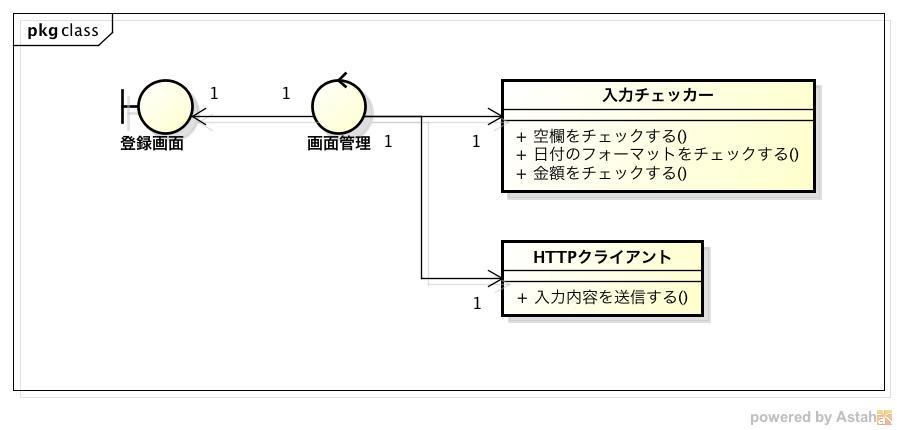 pkg class
1
1
登録画面
画面管理
1
1
入力チェッカー
+ 空欄をチェックする()
+ 日付のフォーマットをチェックする()
+ 金額をチェックする()
HTTPクライアント
+ 入力内容を送信する()
1
powered by Astah